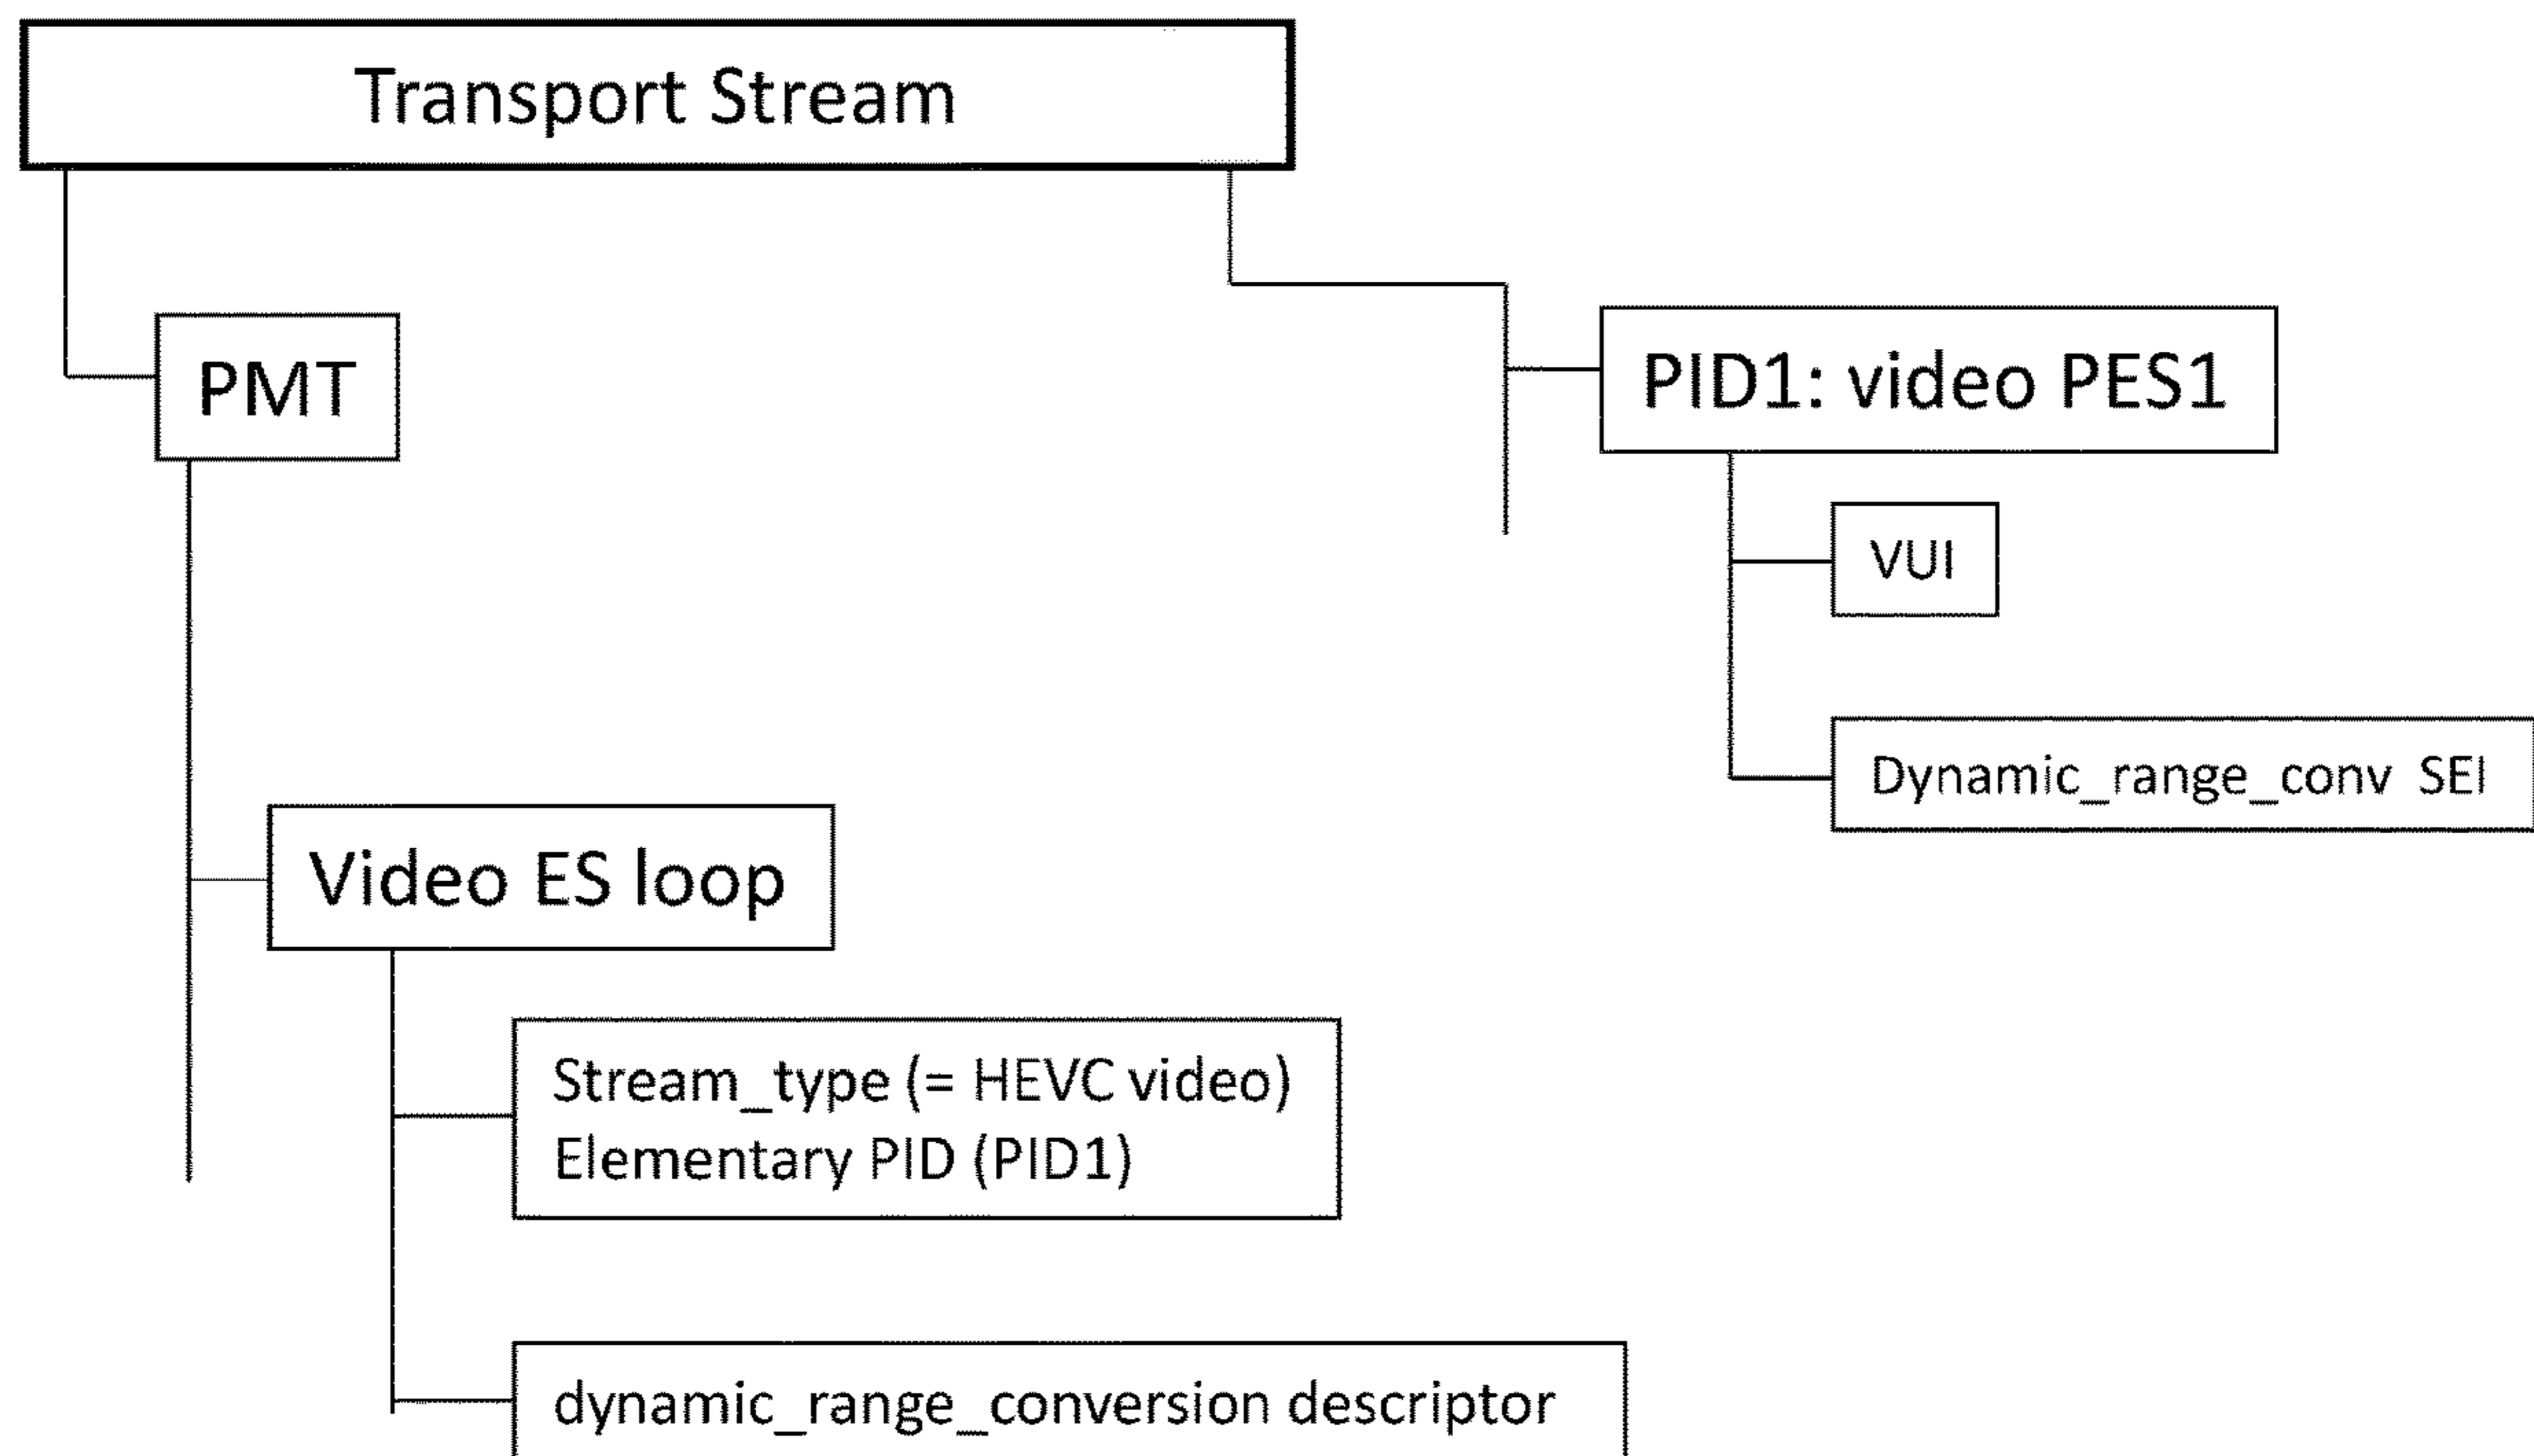 Transport Stream
PMT
PID1: video PES1
VUI
Dynamic_range_conv SEI
Video ES loop
Stream_type (= HEVC video)
Elementary PID (PID1)
dynamic_range_conversion descriptor